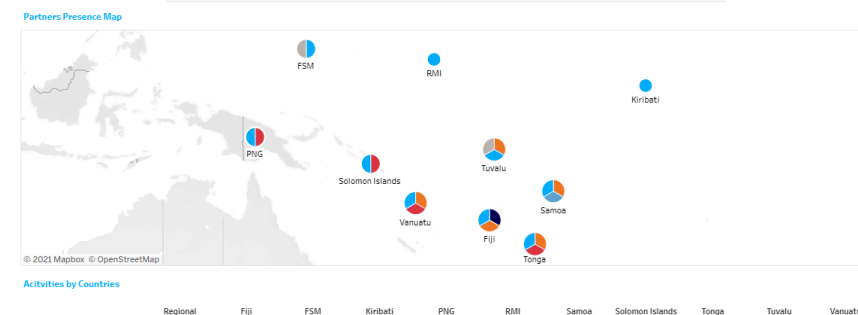 Partners Presence Map
FSM
RMI
Kiribati
PNG
Tuvalu
Solomon Islands
Samoa
Vanuatu
Fiji
Tonga
© 2021 Mapbox © OpenStreetMap
Acitvities by Countries
Regional Fiji FSM Kiribati PNG RMI Samoa Solomon Islands Tonga Tuvalu Vanuatu